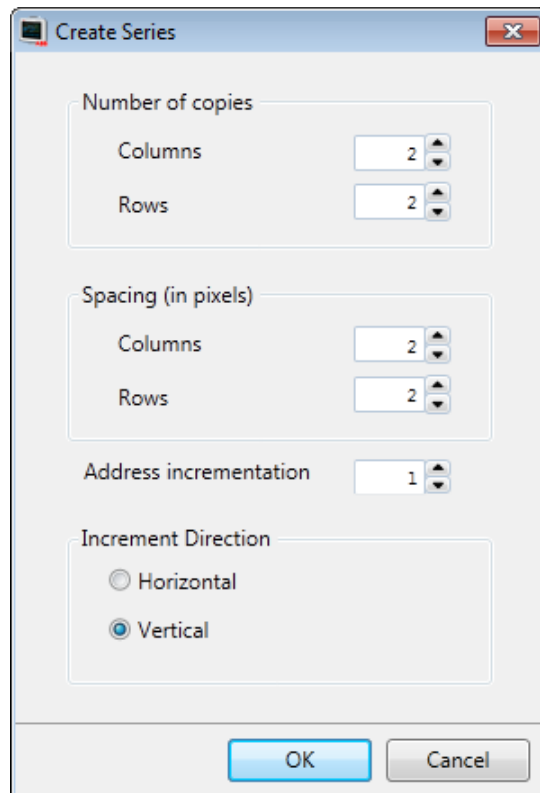 Create Series
Number of copies
Columns 2
Rows 2
Spacing (in pixels)
Columns 2
Rows 2
Address incrementation 1
Increment Direction
Horizontal
Vertical
OK Cancel